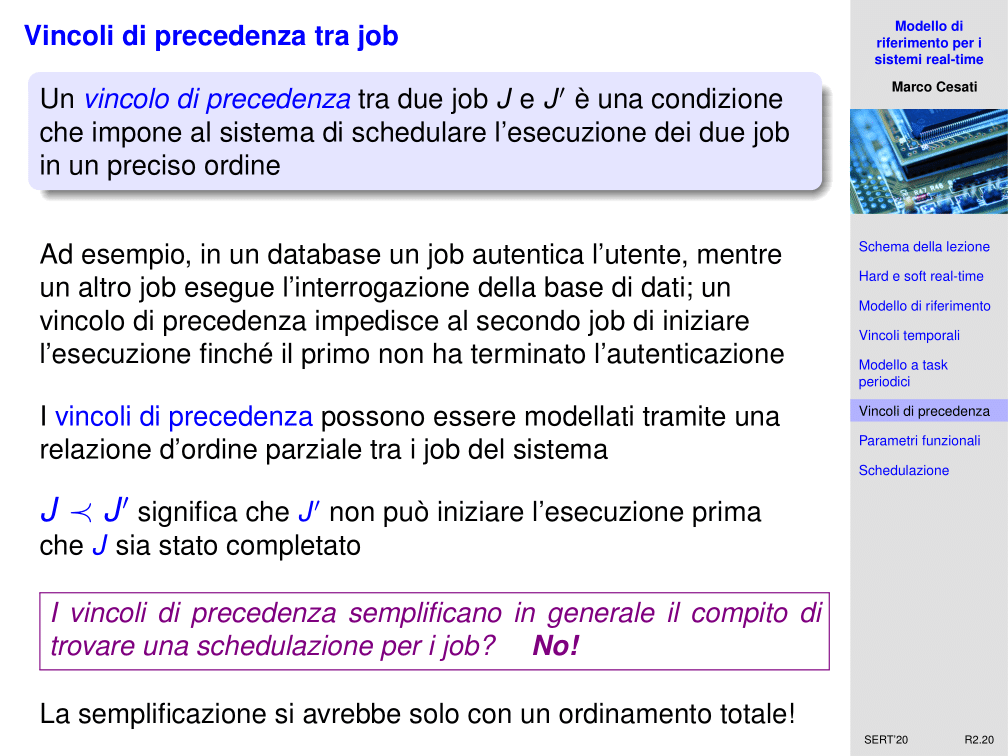 Vincoli di precedenza tra job
Un vincolo di precedenza tra due job J e J′ è una condizione
che impone al sistema di schedulare l'esecuzione dei due job
in un preciso ordine
Ad esempio, in un database un job autentica l'utente, mentre
un altro job esegue l'interrogazione della base di dati; un
vincolo di precedenza impedisce al secondo job di iniziare
l'esecuzione finché il primo non ha terminato l'autenticazione
I vincoli di precedenza possono essere modellati tramite una
relazione d'ordine parziale tra i job del sistema
J ≺ J′ significa che J′ non può iniziare l'esecuzione prima
che J sia stato completato
I vincoli di precedenza semplificano in generale il compito di
trovare una schedulazione per i job? No!
La semplificazione si avrebbe solo con un ordinamento totale!
Modello di
riferimento per i
sistemi real-time
Marco Cesati
R47 R46
Schema della lezione
Hard e soft real-time
Modello di riferimento
Vincoli temporali
Modello a task
periodici
Vincoli di precedenza
Parametri funzionali
Schedulazione
SERT'20 R2.20